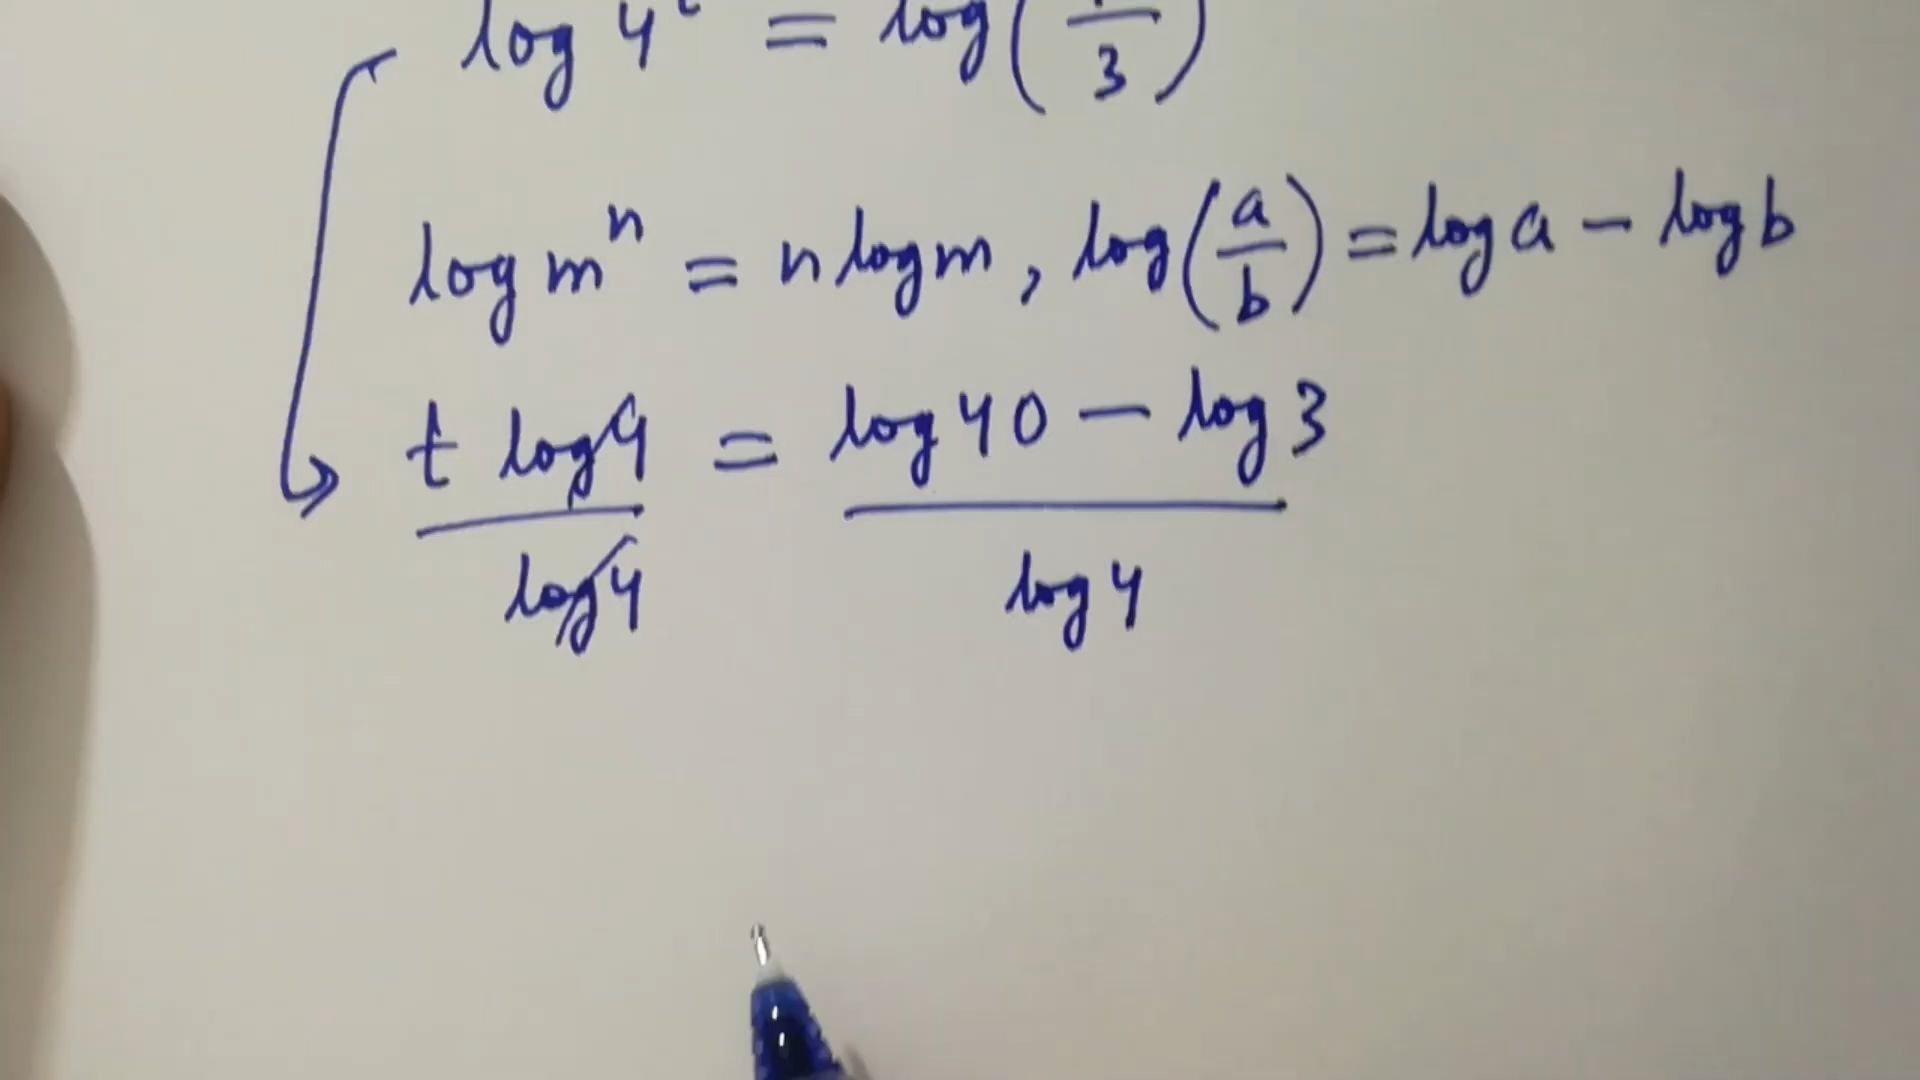 log 4 = log( / 3)
log mⁿ = n log m , log(a/b) = log a − log b
t log 4 = log 40 − log 3
log 4 log 4